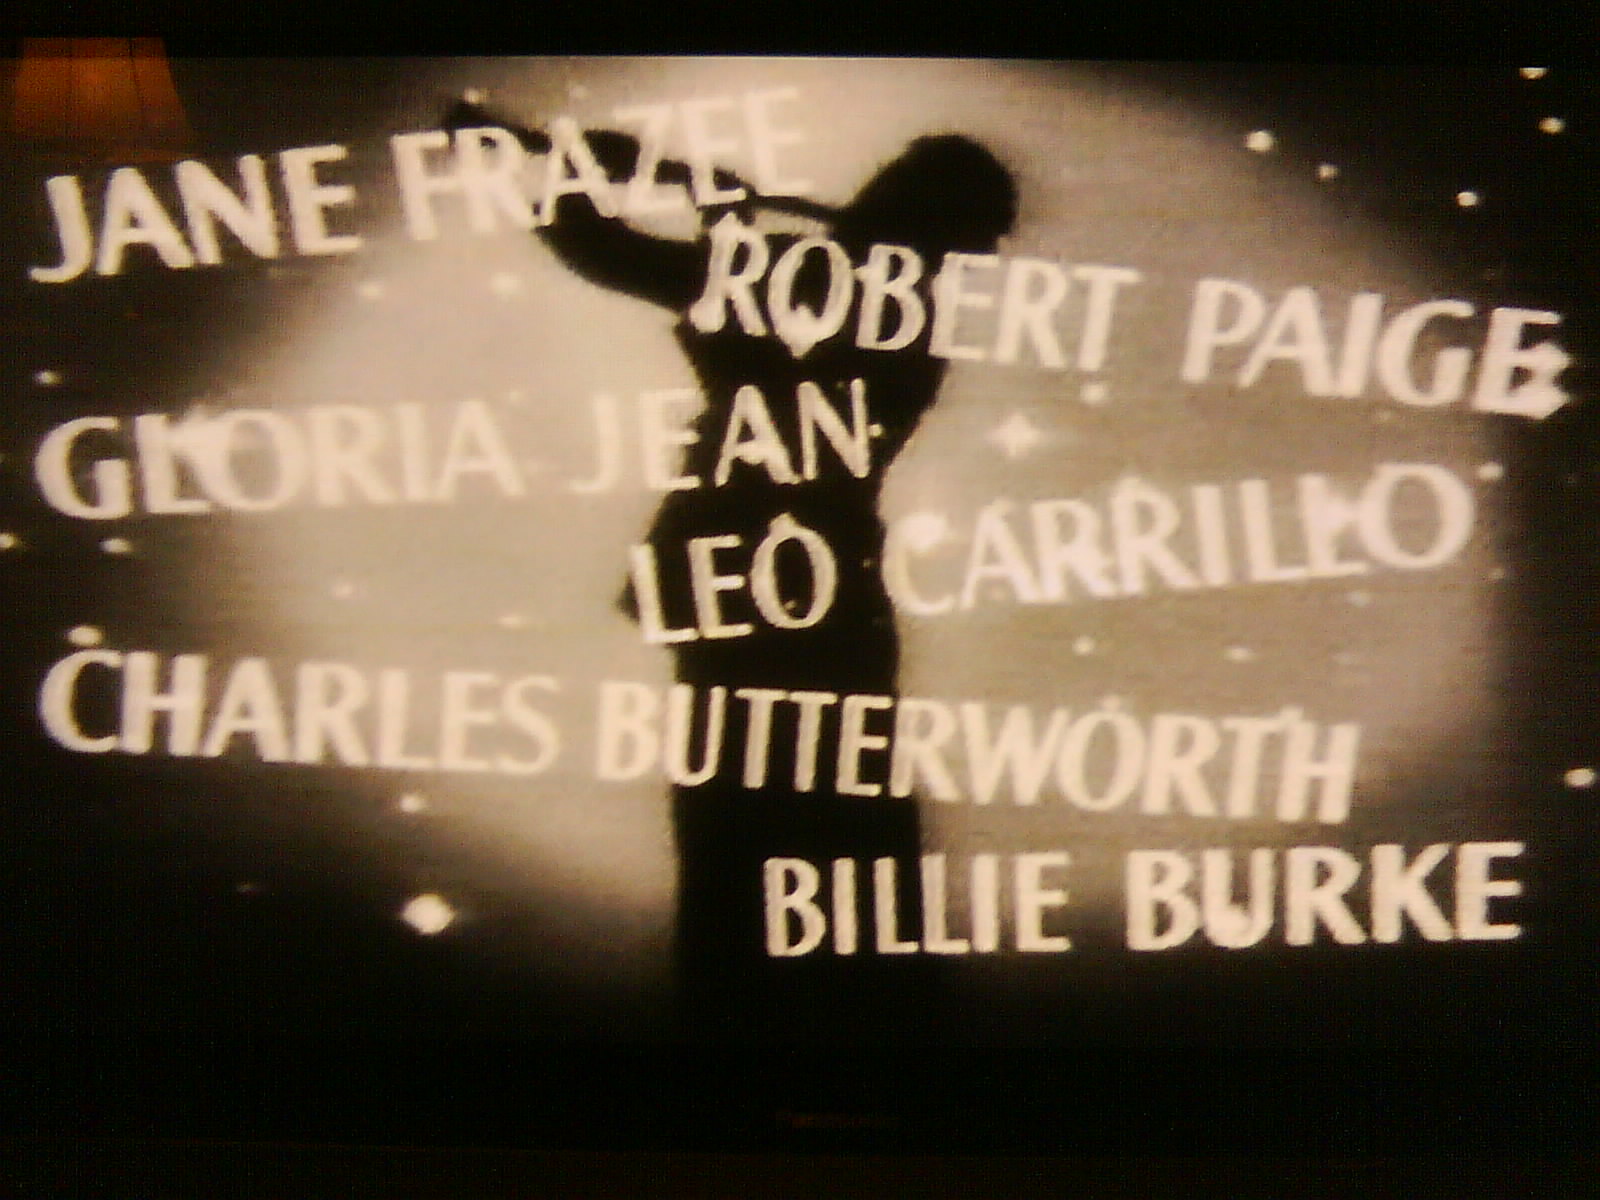 JANE FRAZEE
ROBERT PAIGE
GLORIA JEAN
LEO CARRILLO
CHARLES BUTTERWORTH
BILLIE BURKE